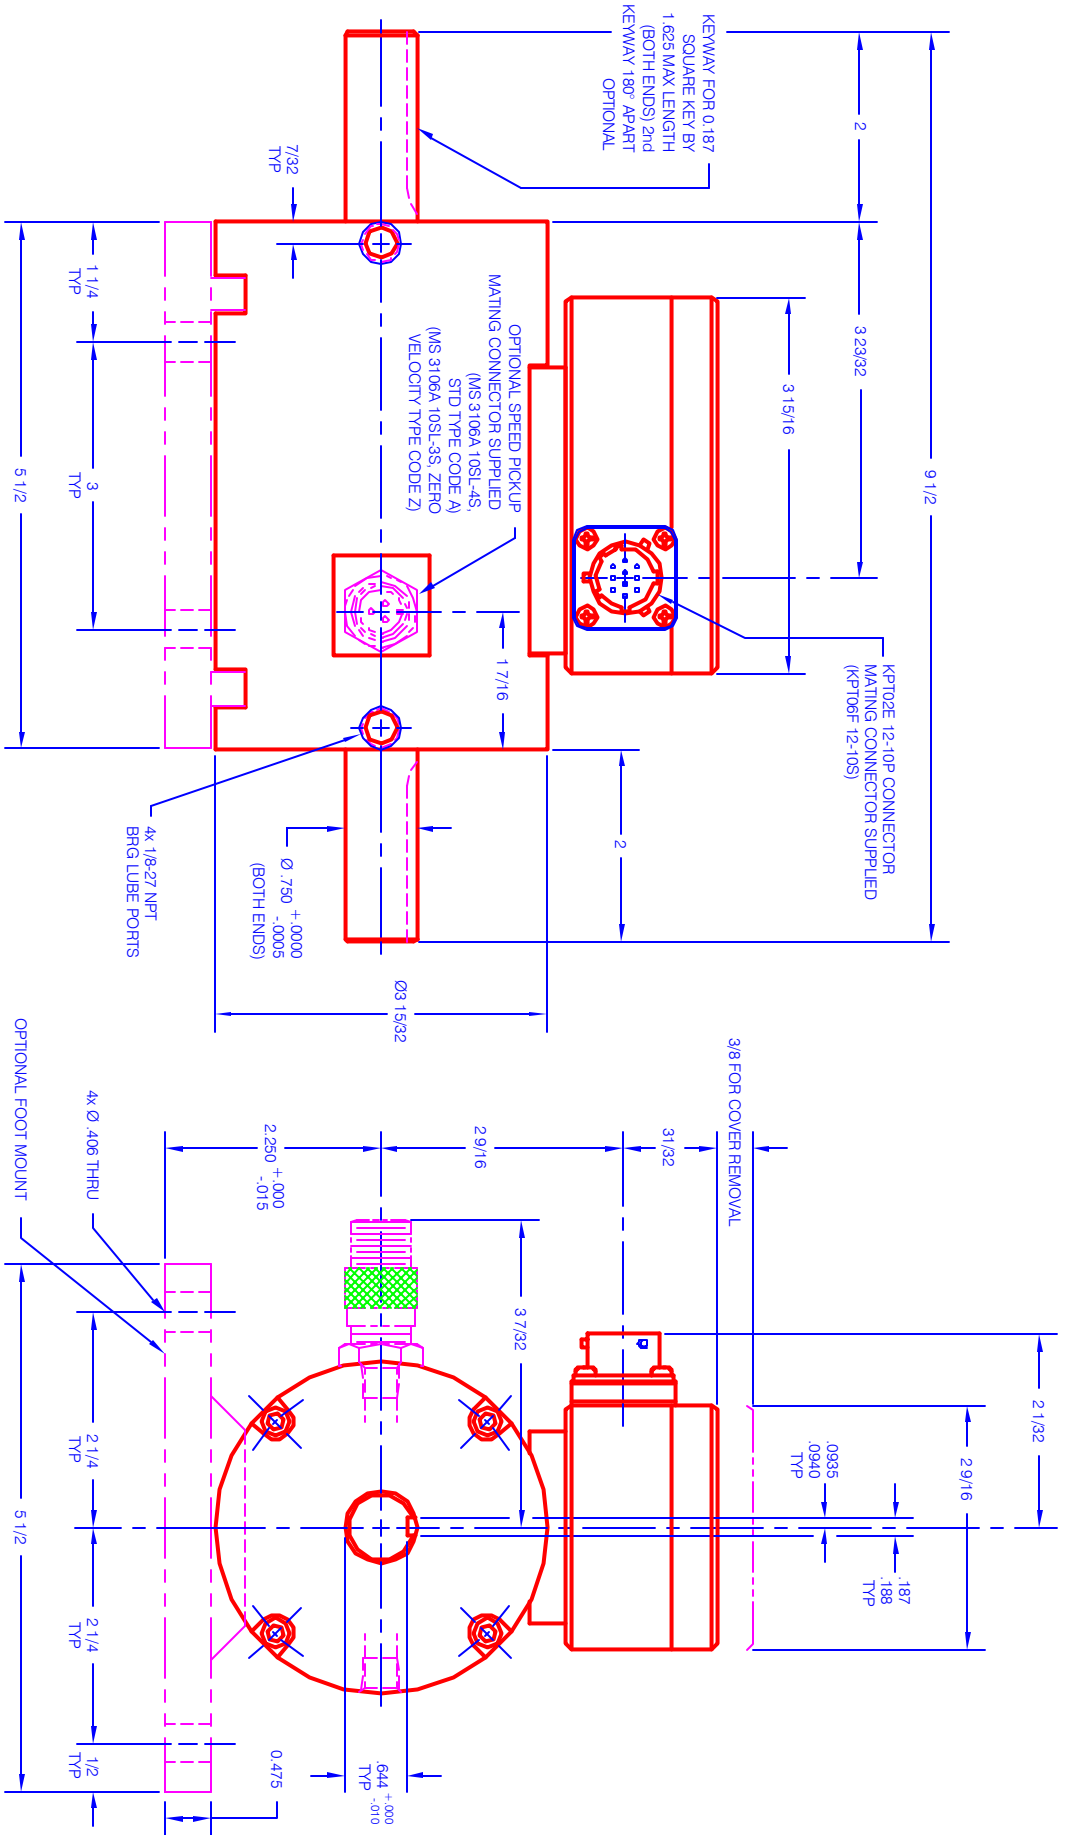 KEYWAY FOR 0.187
SQUARE KEY BY
1.625 MAX LENGTH
(BOTH ENDS) 2nd
KEYWAY 180° APART
OPTIONAL
2
9 1/2
7/32
TYP
3 23/32
3 15/16
1 1/4
TYP
3
TYP
5 1/2
OPTIONAL SPEED PICKUP
MATING CONNECTOR SUPPLIED
(MS 3106A 10SL-4S,
STD TYPE CODE A)
(MS 3106A 10SL-3S, ZERO
VELOCITY TYPE CODE Z)
1 7/16
KPT02E 12-10P CONNECTOR
MATING CONNECTOR SUPPLIED
(KPT06F 12-10S)
2
4x 1/8-27 NPT
BRG LUBE PORTS
Ø .750 +.0000
-.0005
(BOTH ENDS)
Ø3 15/32
3/8 FOR COVER REMOVAL
31/32
2 9/16
2.250 +.000
-.015
4x Ø .406 THRU
OPTIONAL FOOT MOUNT
3 7/32
2 1/32
2 9/16
.0935
.0940
TYP
.187
.188
TYP
2 1/4
TYP
2 1/4
TYP
1/2
TYP
5 1/2
0.475
.644 +.000
TYP -.010